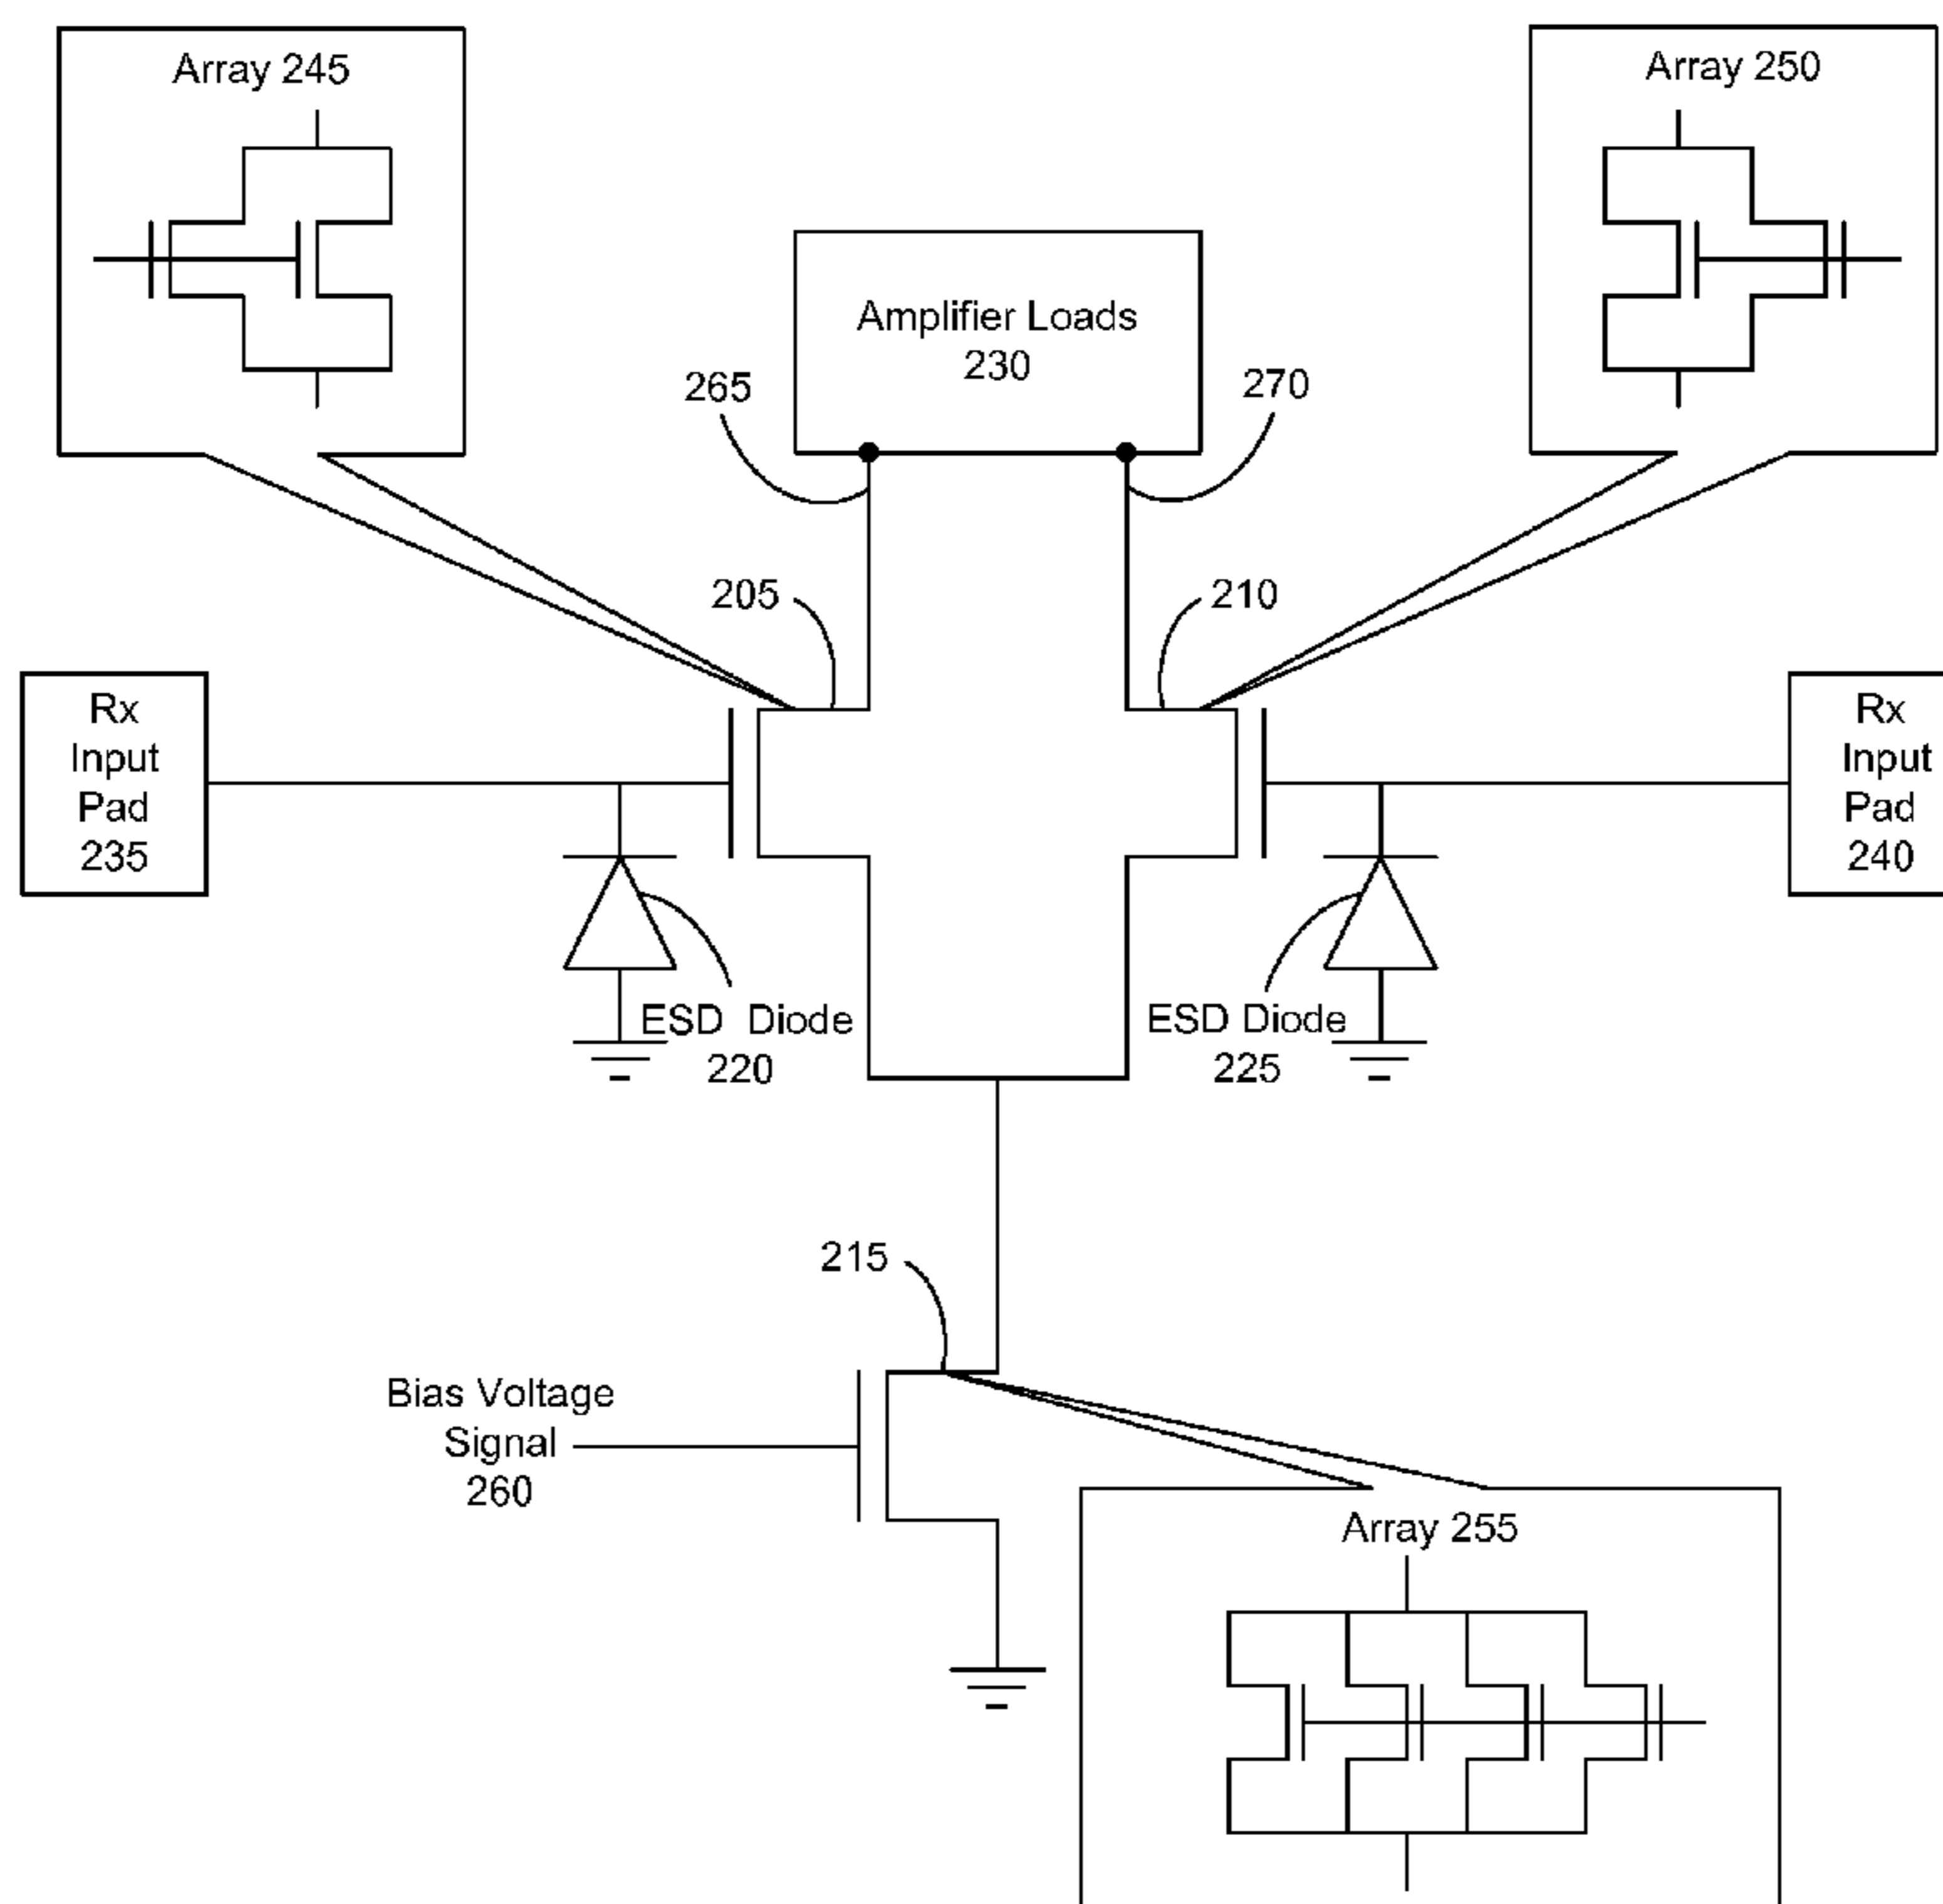 Array 245
Array 250
Amplifier Loads
230
265
270
205
210
Rx
Input
Pad
235
Rx
Input
Pad
240
ESD Diode
220
ESD Diode
225
215
Bias Voltage
Signal
260
Array 255